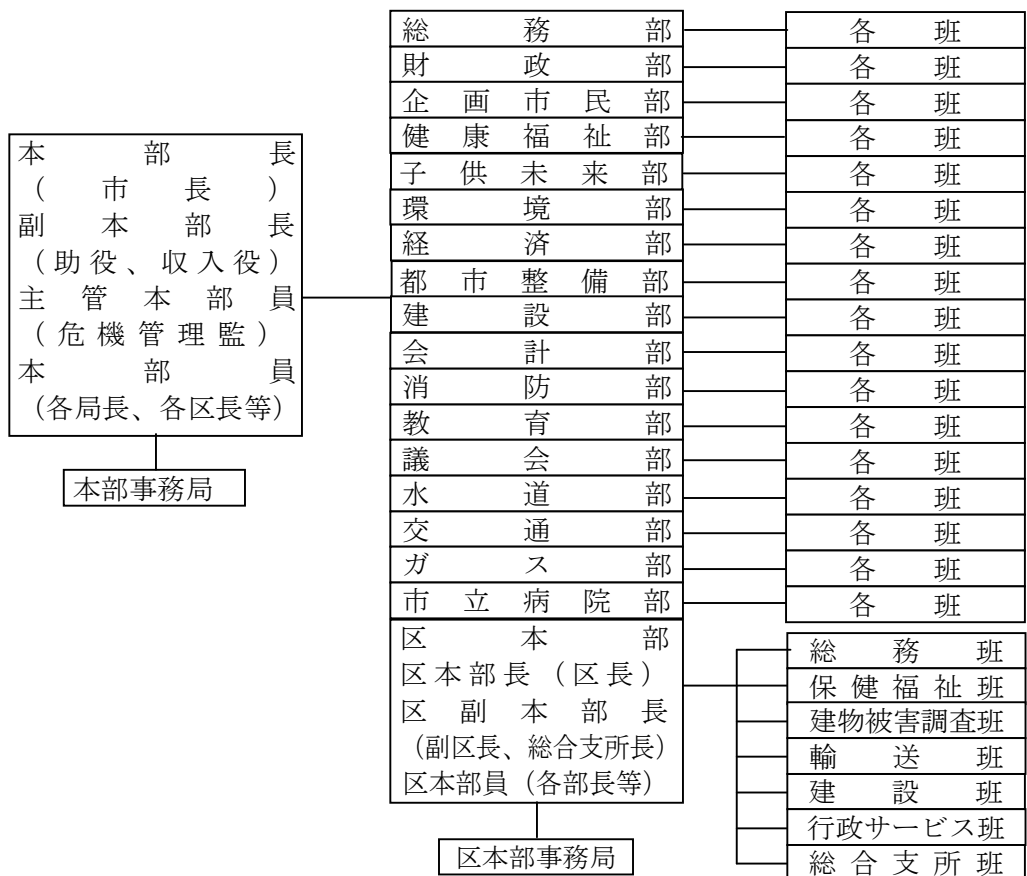 本部長
(市長)
副本部長
(助役、収入役)
主管本部員
(危機管理監)
本部員
(各局長、各区長等)
本部事務局
総務部 各班
財政部 各班
企画市民部 各班
健康福祉部 各班
子供未来部 各班
環境部 各班
経済部 各班
都市整備部 各班
建設部 各班
会計部 各班
消防部 各班
教育部 各班
議会部 各班
水道部 各班
交通部 各班
ガス部 各班
市立病院部 各班
区本部
区本部長(区長)
区副本部長
(副区長、総合支所長)
区本部員(各部長等)
区本部事務局
総務班
保健福祉班
建物被害調査班
輸送班
建設班
行政サービス班
総合支所班